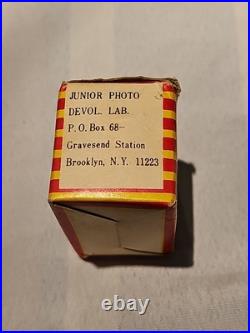 JUNIOR PHOTO
DEVOL. LAB.
P.O. Box 68-
Gravesend Station
Brooklyn, N.Y. 11223